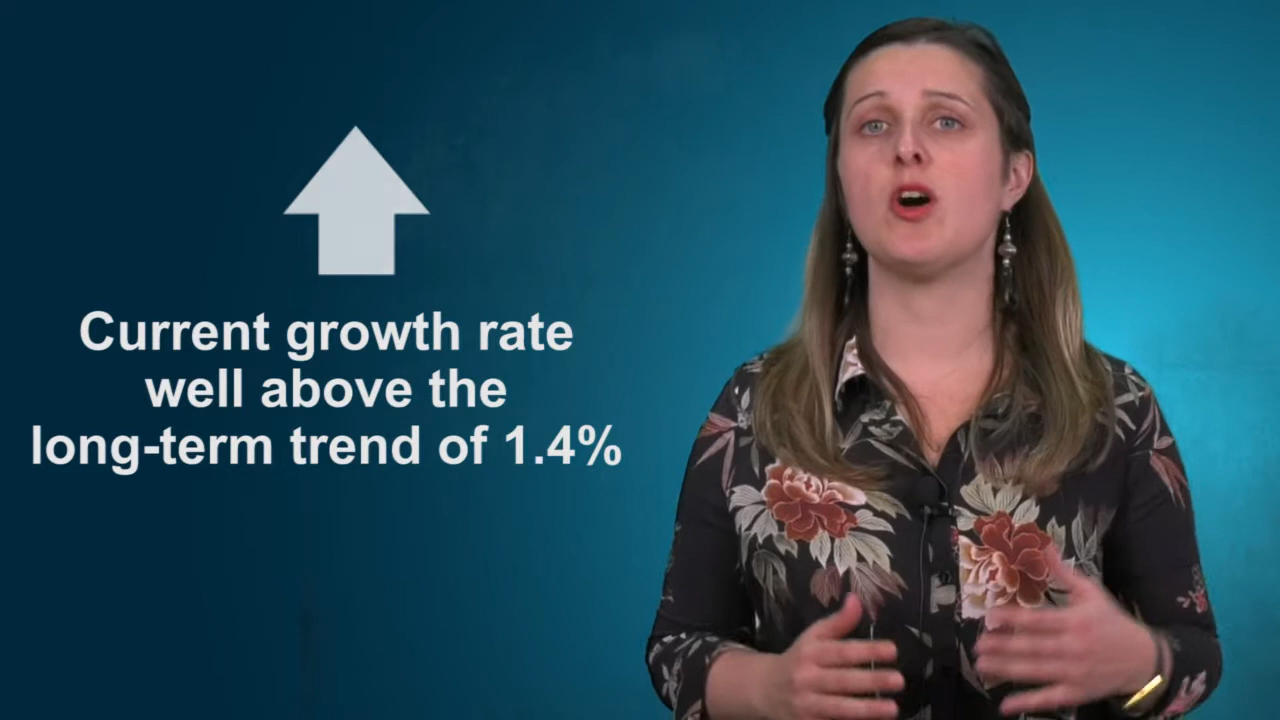 Current growth rate
well above the
long-term trend of 1.4%